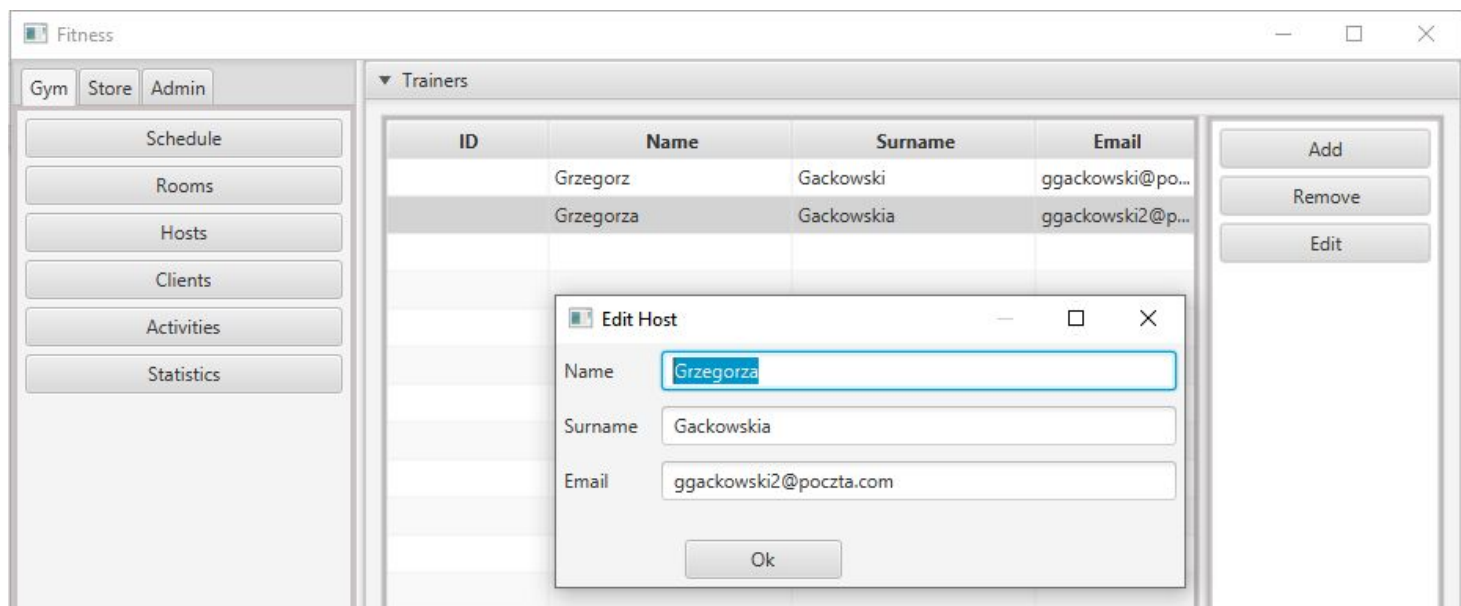 Fitness
Gym Store Admin
Schedule
Rooms
Hosts
Clients
Activities
Statistics
Trainers
ID Name Surname Email
Grzegorz Gackowski ggackowski@po...
Grzegorza Gackowskia ggackowski2@p...
Add
Remove
Edit
Edit Host
Name Grzegorza
Surname Gackowskia
Email ggackowski2@poczta.com
Ok